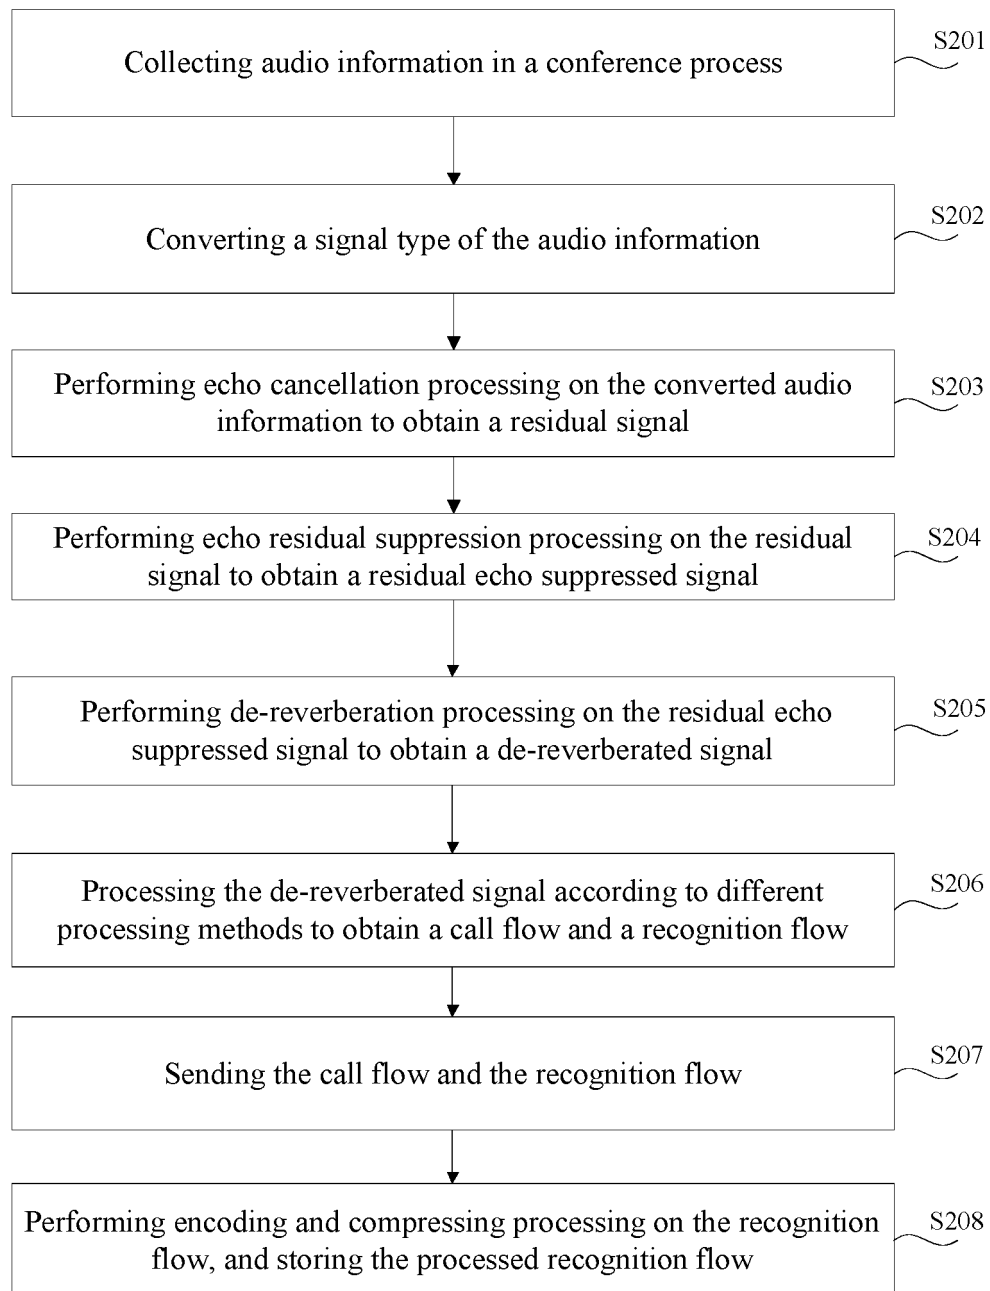 S201
Collecting audio information in a conference process
S202
Converting a signal type of the audio information
S203
Performing echo cancellation processing on the converted audio
information to obtain a residual signal
S204
Performing echo residual suppression processing on the residual
signal to obtain a residual echo suppressed signal
S205
Performing de-reverberation processing on the residual echo
suppressed signal to obtain a de-reverberated signal
S206
Processing the de-reverberated signal according to different
processing methods to obtain a call flow and a recognition flow
S207
Sending the call flow and the recognition flow
S208
Performing encoding and compressing processing on the recognition
flow, and storing the processed recognition flow